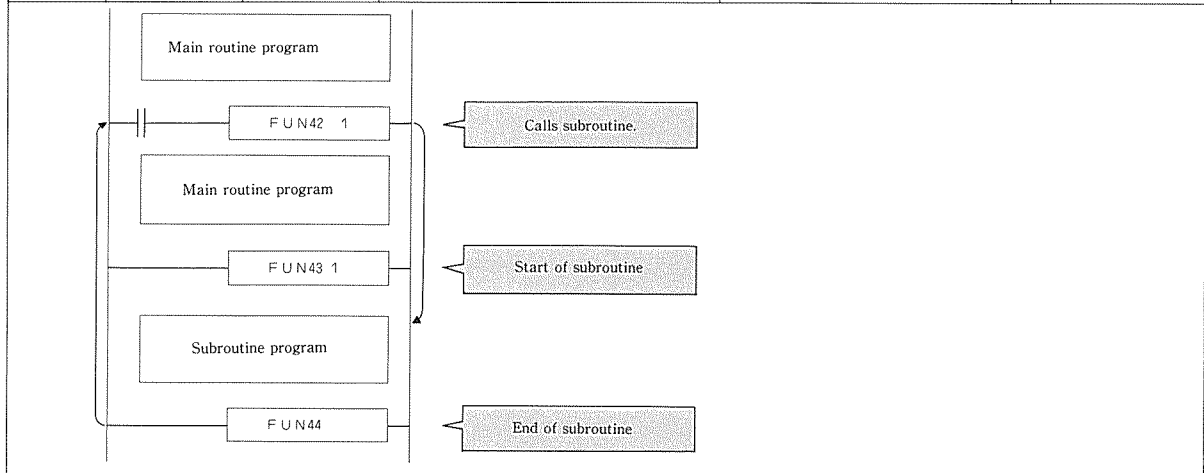 Main routine program
FUN42 1
Calls subroutine.
Main routine program
FUN43 1
Start of subroutine
Subroutine program
FUN44
End of subroutine